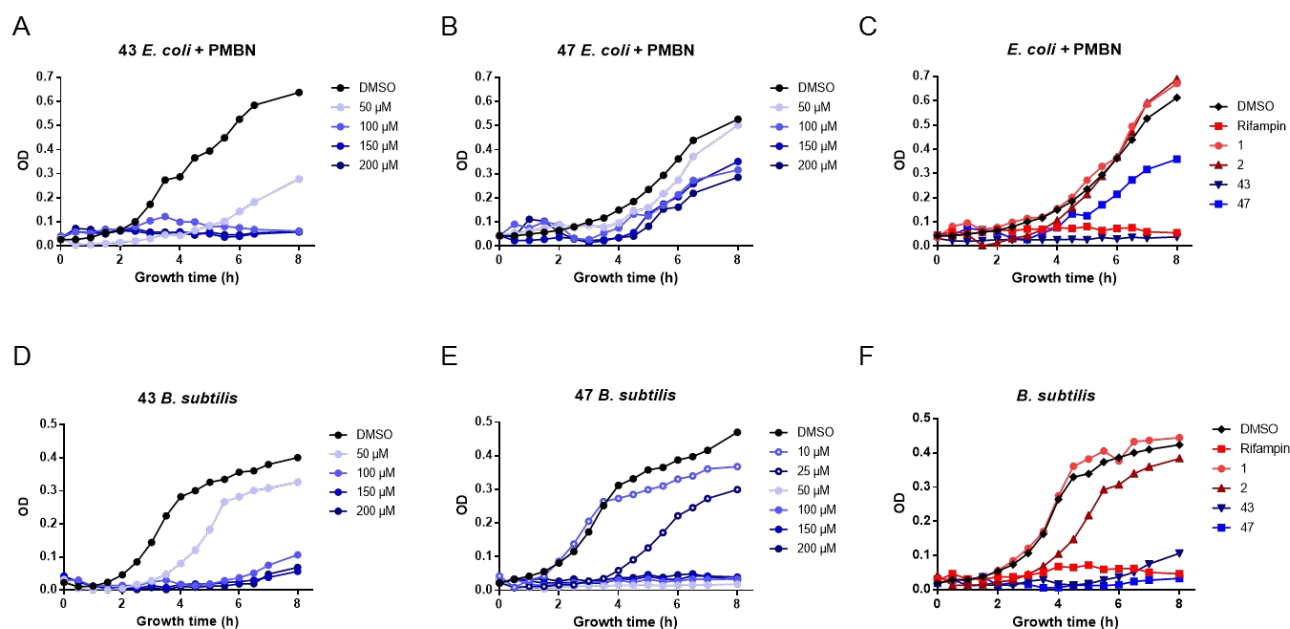 A
43 E. coli + PMBN
OD
0.7
0.6
0.5
0.4
0.3
0.2
0.1
0.0
0 2 4 6 8
Growth time (h)
DMSO
50 µM
100 µM
150 µM
200 µM
B
47 E. coli + PMBN
OD
0.7
0.6
0.5
0.4
0.3
0.2
0.1
0.0
0 2 4 6 8
Growth time (h)
DMSO
50 µM
100 µM
150 µM
200 µM
C
E. coli + PMBN
OD
0.7
0.6
0.5
0.4
0.3
0.2
0.1
0.0
0 2 4 6 8
Growth time (h)
DMSO
Rifampin
1
2
43
47
D
43 B. subtilis
OD
0.5
0.4
0.3
0.2
0.1
0.0
0 2 4 6 8
Growth time (h)
DMSO
50 µM
100 µM
150 µM
200 µM
E
47 B. subtilis
OD
0.5
0.4
0.3
0.2
0.1
0.0
0 2 4 6 8
Growth time (h)
DMSO
10 µM
25 µM
50 µM
100 µM
150 µM
200 µM
F
B. subtilis
OD
0.5
0.4
0.3
0.2
0.1
0.0
0 2 4 6 8
Growth time (h)
DMSO
Rifampin
1
2
43
47